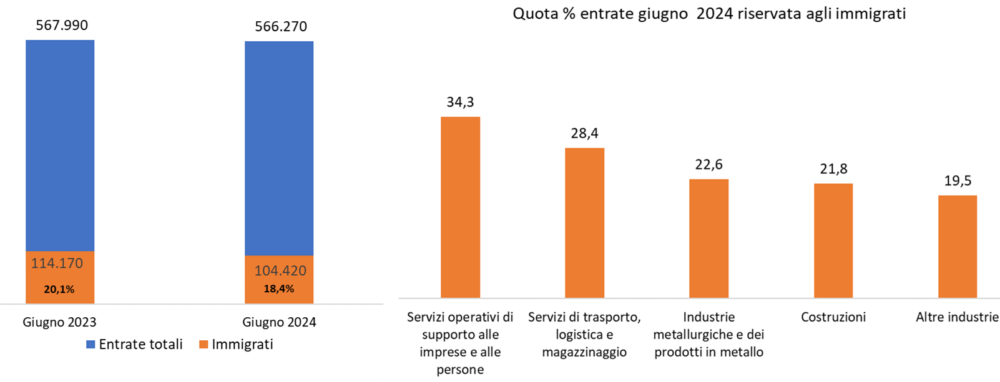 567.990
566.270
114.170
20,1%
104.420
18,4%
Giugno 2023
Giugno 2024
Entrate totali
Immigrati
Quota % entrate giugno  2024 riservata agli immigrati
34,3
28,4
22,6
21,8
19,5
Servizi operativi di
supporto alle
imprese e alle
persone
Servizi di trasporto,
logistica e
magazzinaggio
Industrie
metallurgiche e dei
prodotti in metallo
Costruzioni
Altre industrie